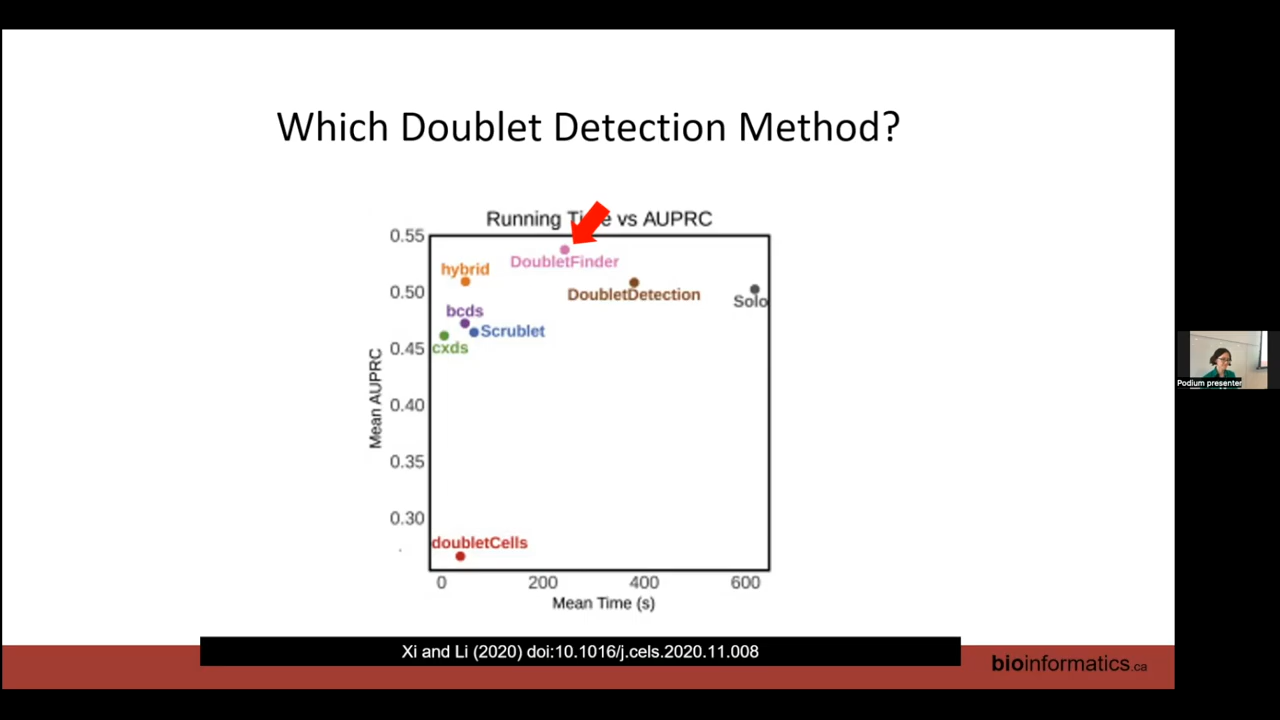 Which Doublet Detection Method?
Running Time vs AUPRC
0.55
0.50
0.45
0.40
0.35
0.30
Mean AUPRC
DoubletFinder
hybrid
DoubletDetection
Solo
bcds
Scrublet
cxds
doubletCells
0 200 400 600
Mean Time (s)
Podium presenter
Xi and Li (2020) doi:10.1016/j.cels.2020.11.008
bioinformatics.ca